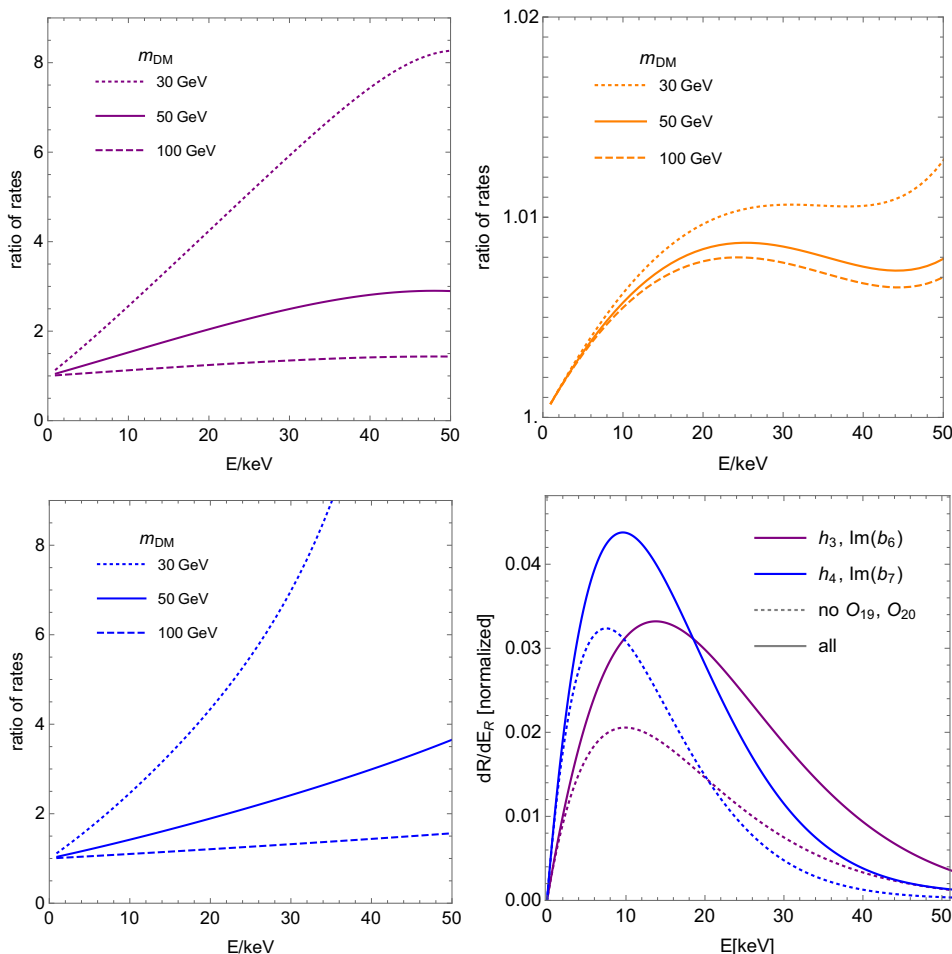 m_DM
30 GeV
50 GeV
100 GeV
ratio of rates
8
6
4
2
0
0 10 20 30 40 50
E/keV
1.02
m_DM
30 GeV
50 GeV
100 GeV
ratio of rates
1.01
1.
0 10 20 30 40 50
E/keV
m_DM
30 GeV
50 GeV
100 GeV
ratio of rates
8
6
4
2
0
0 10 20 30 40 50
E/keV
h_3, Im(b_6)
h_4, Im(b_7)
no O_19, O_20
all
dR/dE_R [normalized]
0.04
0.03
0.02
0.01
0.00
0 10 20 30 40 50
E[keV]